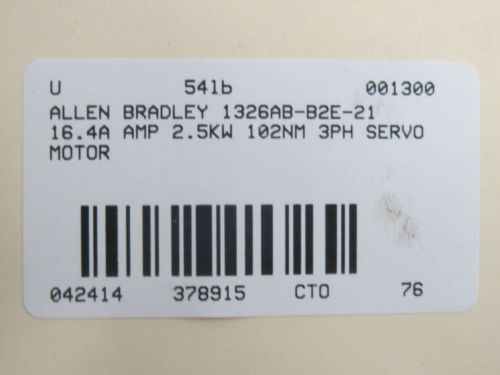 U 54lb 001300
ALLEN BRADLEY 1326AB-B2E-21
16.4A AMP 2.5KW 102NM 3PH SERVO
MOTOR
042414 378915 CTO 76